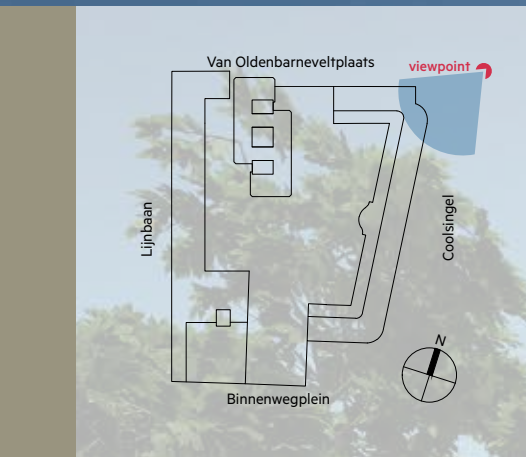 Van Oldenbarneveltplaats
viewpoint
Lijnbaan
Coolsingel
N
Binnenwegplein